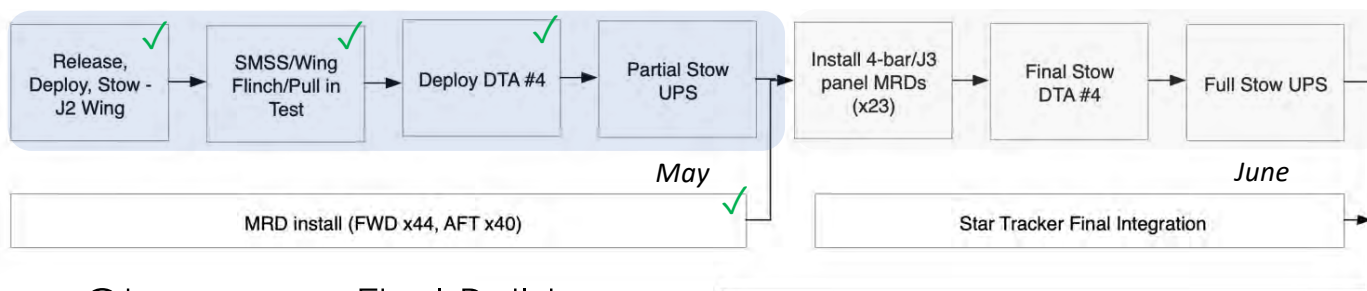 Release,
Deploy, Stow -
J2 Wing
SMSS/Wing
Flinch/Pull in
Test
Deploy DTA #4
Partial Stow
UPS
Install 4-bar/J3
panel MRDs
(x23)
Final Stow
DTA #4
Full Stow UPS
May
June
MRD install (FWD x44, AFT x40)
Star Tracker Final Integration